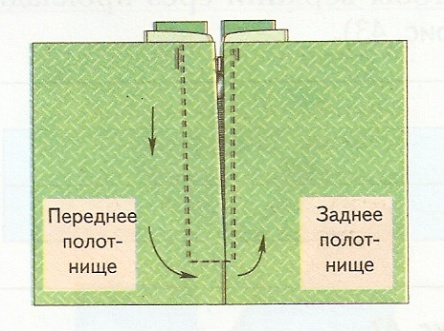 Переднее
полот-
нище
Заднее
полот-
нище